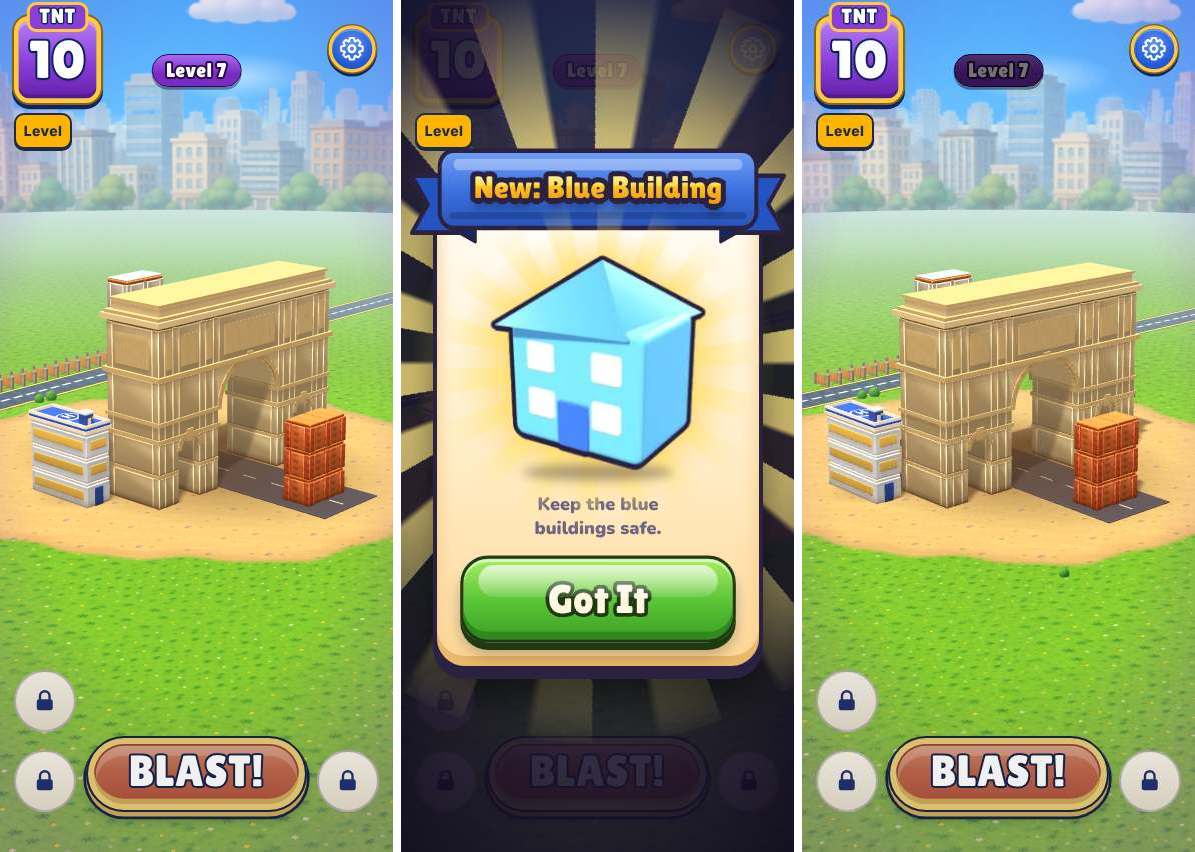 TNT
10
Level 7
Level
BLAST!
TNT
10
Level 7
Level
New: Blue Building
Keep the blue
buildings safe.
Got It
BLAST!
TNT
10
Level 7
Level
BLAST!